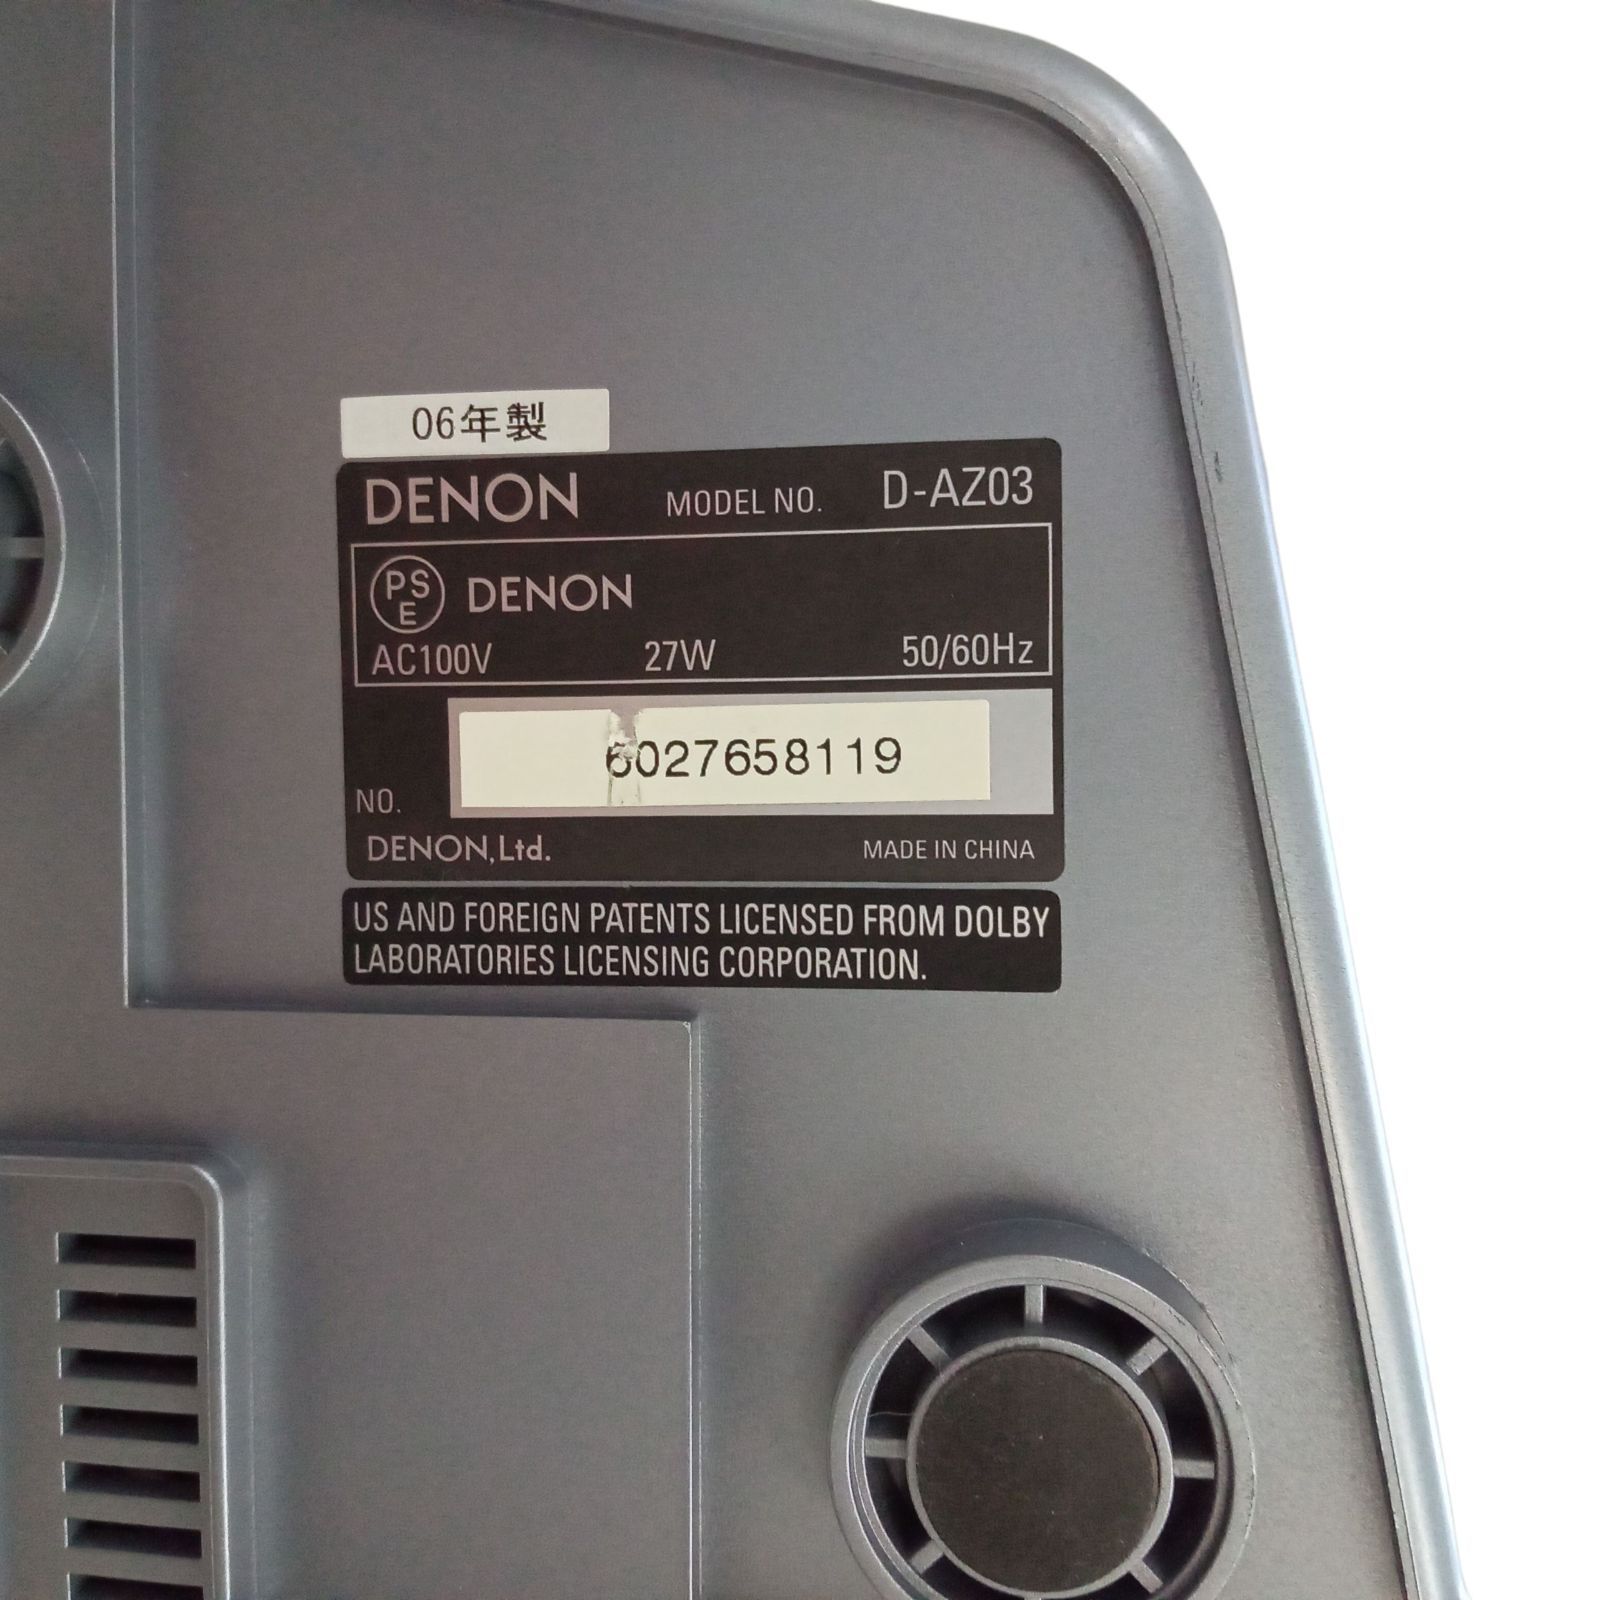 06年製
DENON MODEL NO. D-AZ03
PSE DENON
AC100V 27W 50/60Hz
NO. 6027658119
DENON, Ltd. MADE IN CHINA
US AND FOREIGN PATENTS LICENSED FROM DOLBY
LABORATORIES LICENSING CORPORATION.